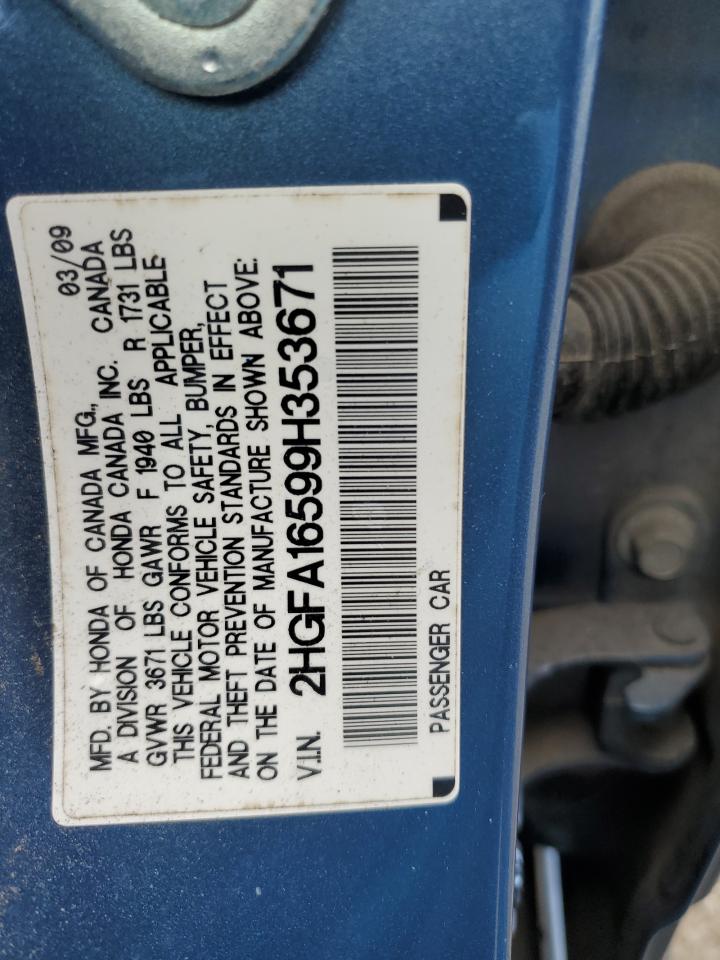 MFD. BY HONDA OF CANADA MFG., 03/09
A DIVISION OF HONDA CANADA INC. CANADA
GVWR 3671 LBS GAWR F 1940 LBS R 1731 LBS
THIS VEHICLE CONFORMS TO ALL APPLICABLE
FEDERAL MOTOR VEHICLE SAFETY, BUMPER,
AND THEFT PREVENTION STANDARDS IN EFFECT
ON THE DATE OF MANUFACTURE SHOWN ABOVE.
V.I.N. 2HGFA16599H353671
PASSENGER CAR